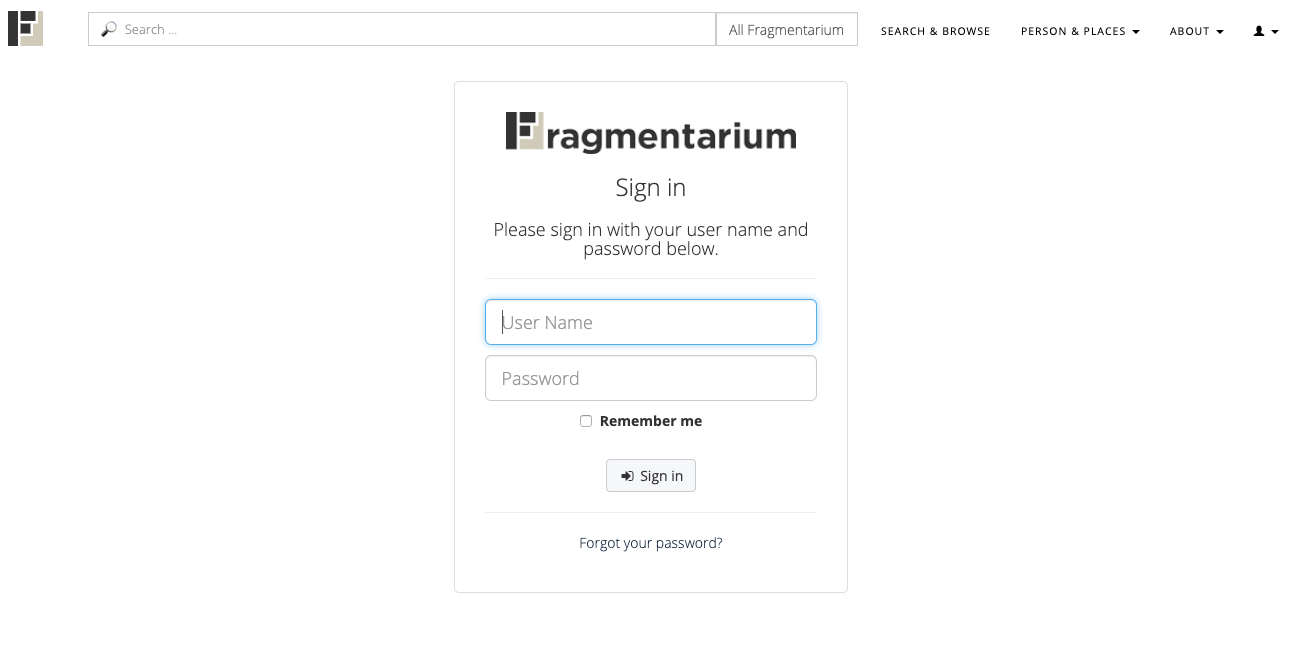 Search ...
All Fragmentarium
SEARCH & BROWSE
PERSON & PLACES
ABOUT
Fragmentarium
Sign in
Please sign in with your user name and
password below.
User Name
Password
Remember me
Sign in
Forgot your password?